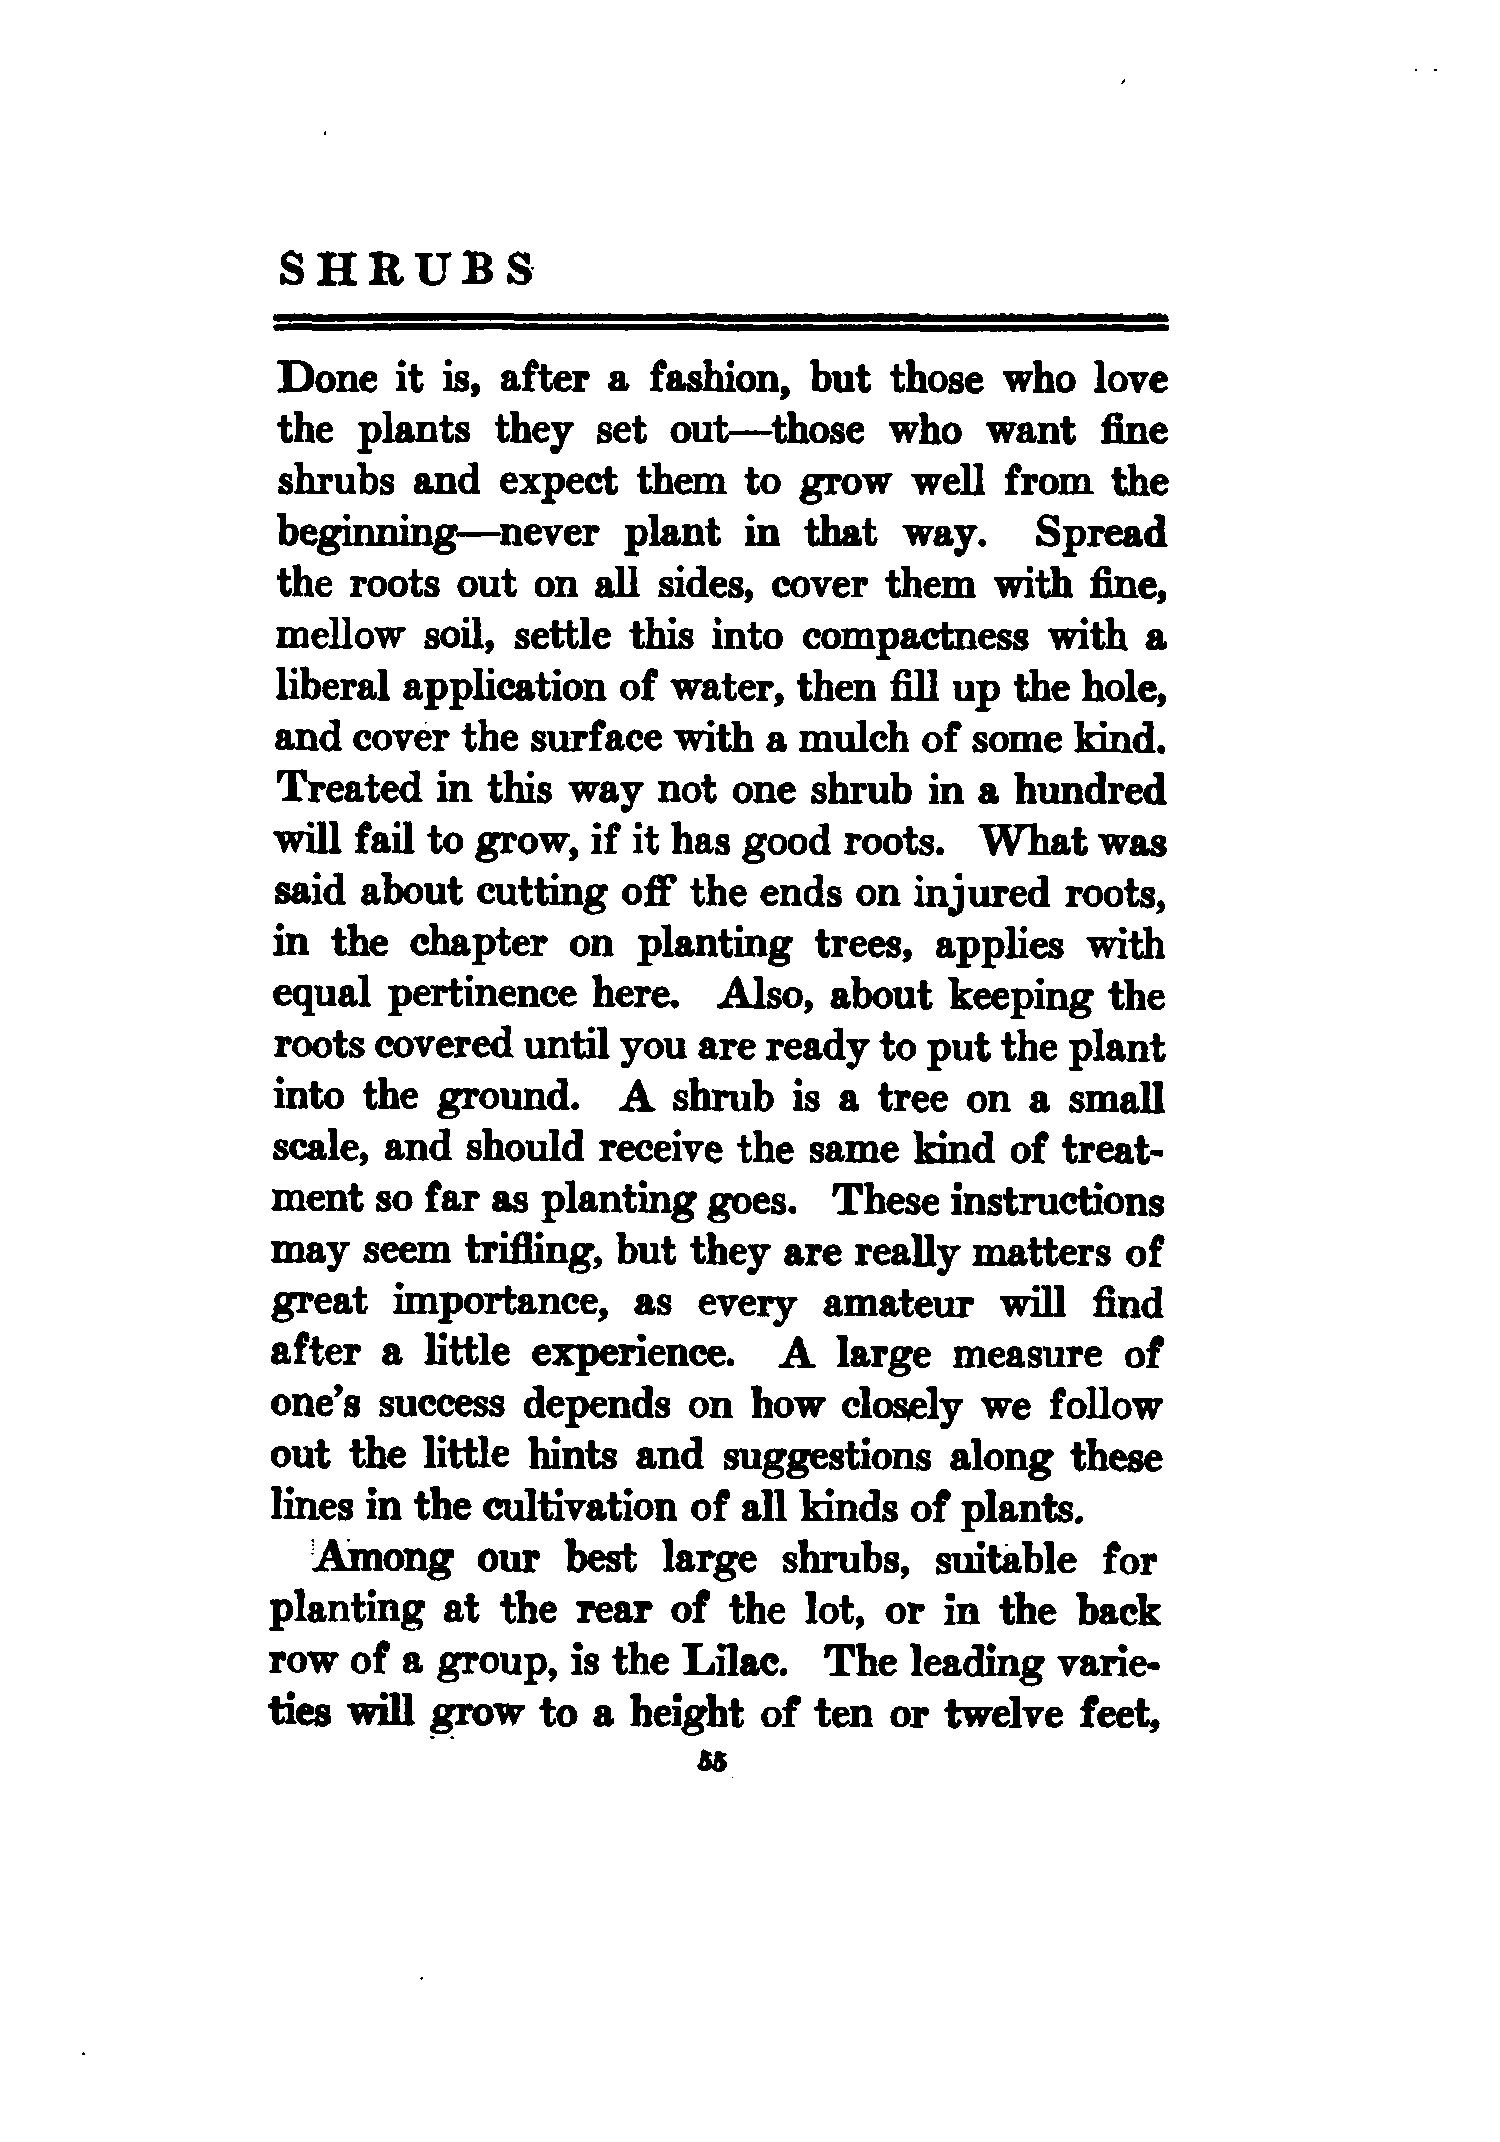 SHRUBS
Done it is, after a fashion, but those who love
the plants they set out—those who want fine
shrubs and expect them to grow well from the
beginning—never plant in that way. Spread
the roots out on all sides, cover them with fine,
mellow soil, settle this into compactness with a
liberal application of water, then fill up the hole,
and cover the surface with a mulch of some kind.
Treated in this way not one shrub in a hundred
will fail to grow, if it has good roots. What was
said about cutting off the ends on injured roots,
in the chapter on planting trees, applies with
equal pertinence here. Also, about keeping the
roots covered until you are ready to put the plant
into the ground. A shrub is a tree on a small
scale, and should receive the same kind of treat-
ment so far as planting goes. These instructions
may seem trifling, but they are really matters of
great importance, as every amateur will find
after a little experience. A large measure of
one's success depends on how closely we follow
out the little hints and suggestions along these
lines in the cultivation of all kinds of plants.
Among our best large shrubs, suitable for
planting at the rear of the lot, or in the back
row of a group, is the Lilac. The leading varie-
ties will grow to a height of ten or twelve feet,
55